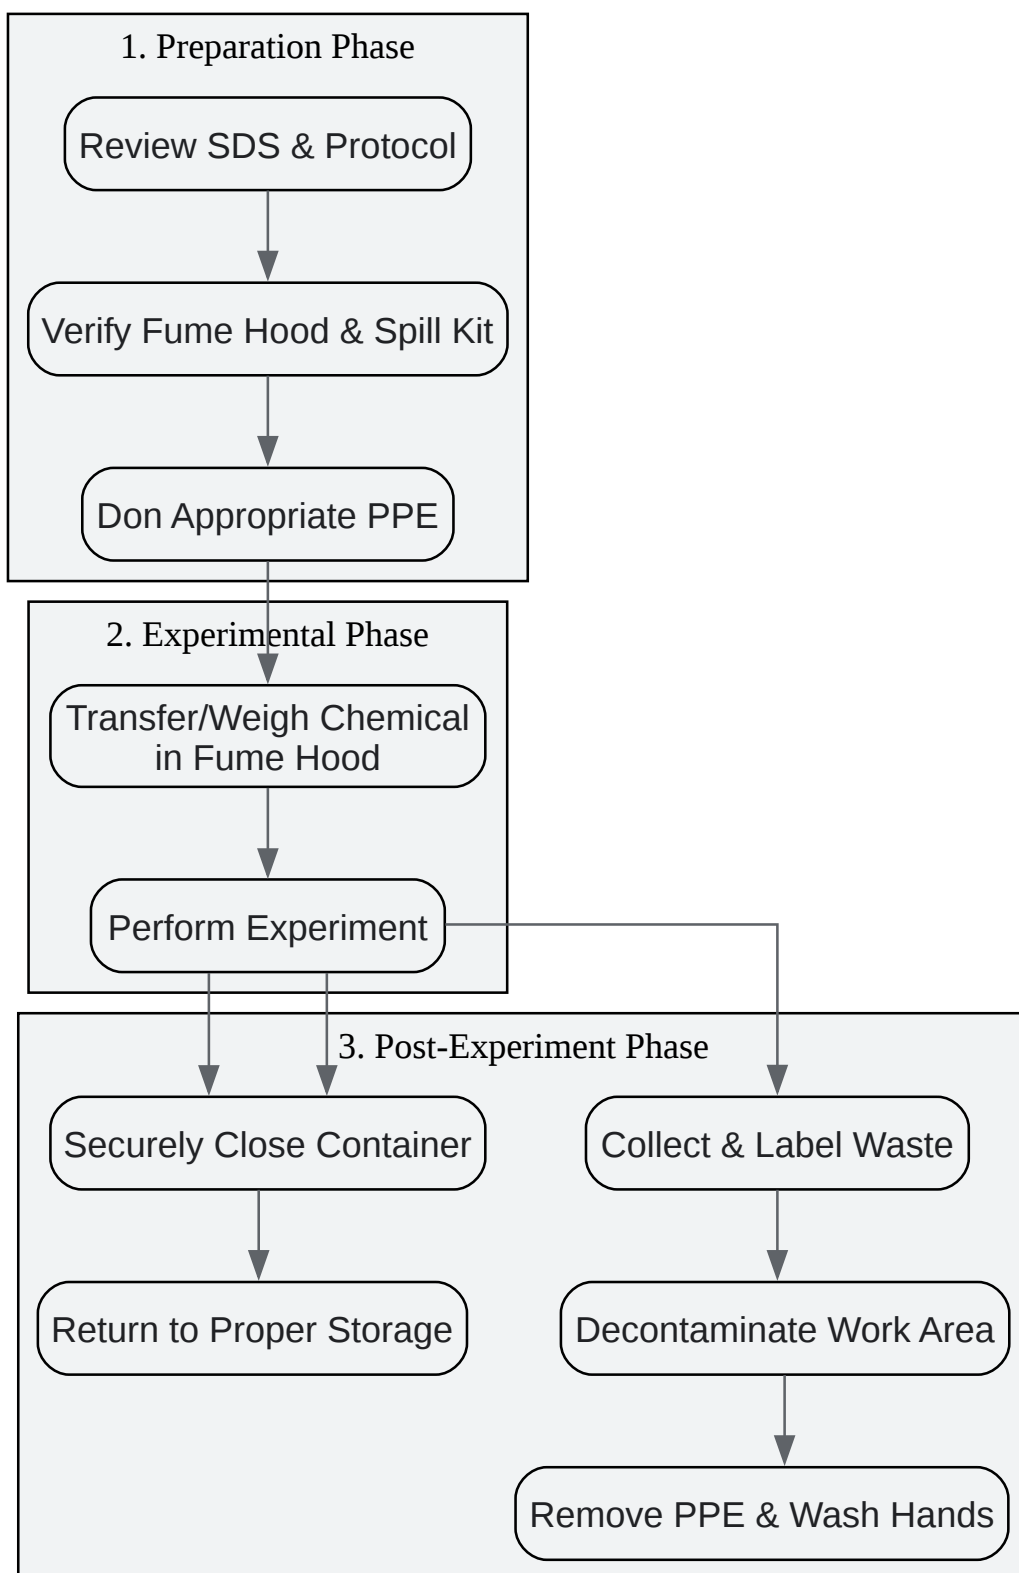 1. Preparation Phase
Review SDS & Protocol
Verify Fume Hood & Spill Kit
Don Appropriate PPE
2. Experimental Phase
Transfer/Weigh Chemical
in Fume Hood
Perform Experiment
3. Post-Experiment Phase
Securely Close Container
Return to Proper Storage
Collect & Label Waste
Decontaminate Work Area
Remove PPE & Wash Hands